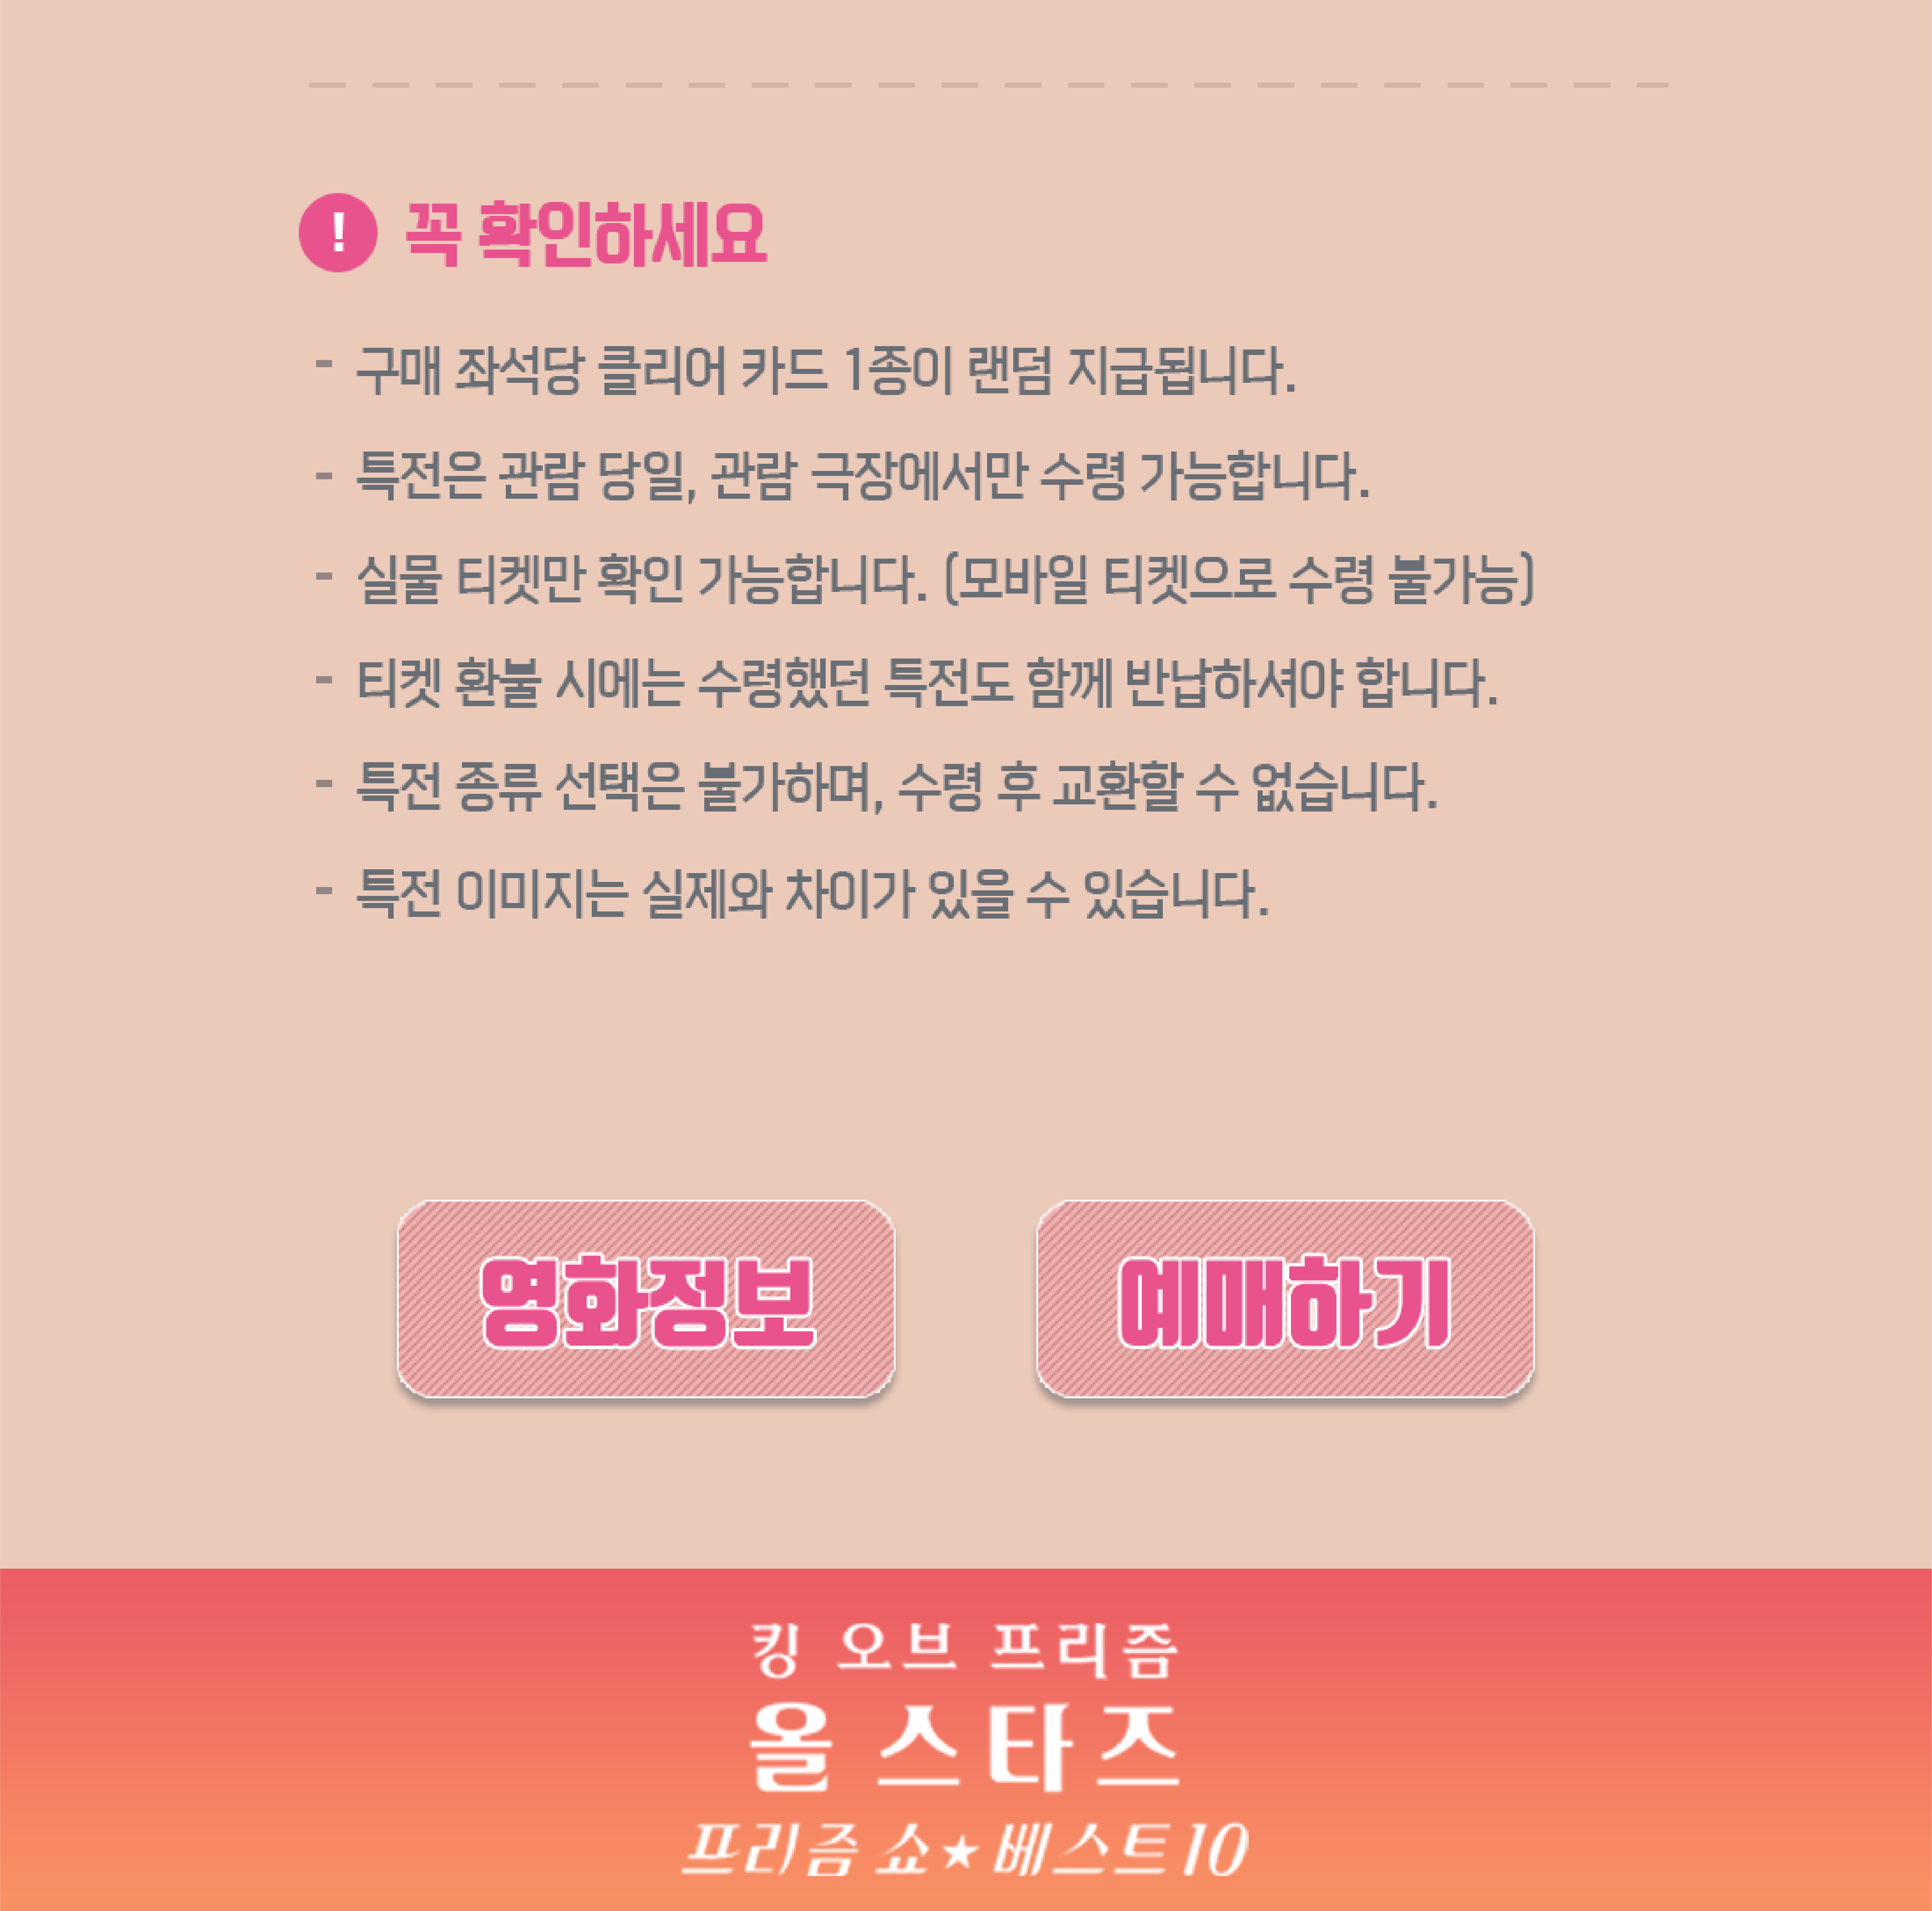 ! 꼭 확인하세요
- 구매 좌석당 클리어 카드 1종이 랜덤 지급됩니다.
- 특전은 관람 당일, 관람 극장에서만 수령 가능합니다.
- 실물 티켓만 확인 가능합니다. (모바일 티켓으로 수령 불가능)
- 티켓 환불 시에는 수령했던 특전도 함께 반납하셔야 합니다.
- 특전 종류 선택은 불가하며, 수령 후 교환할 수 없습니다.
- 특전 이미지는 실제와 차이가 있을 수 있습니다.
영화정보 예매하기
킹 오브 프리즘
올 스타즈
프리즘 쇼★베스트10